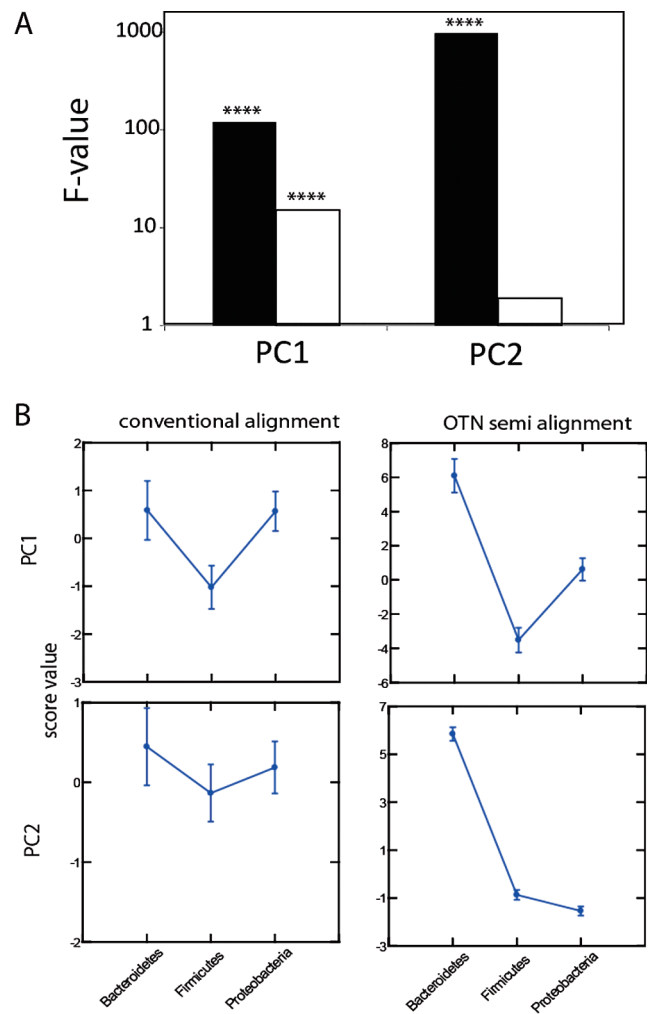 A
F-value
1000
100
10
1
****
****
****
PC1
PC2
B
conventional alignment
OTN semi alignment
score value
PC1
2
1
0
-1
-2
-3
8
6
4
2
0
-2
-4
-6
PC2
1
0
-1
-2
7
5
3
1
-1
-3
Bacteroidetes
Firmicutes
Proteobacteria
Bacteroidetes
Firmicutes
Proteobacteria